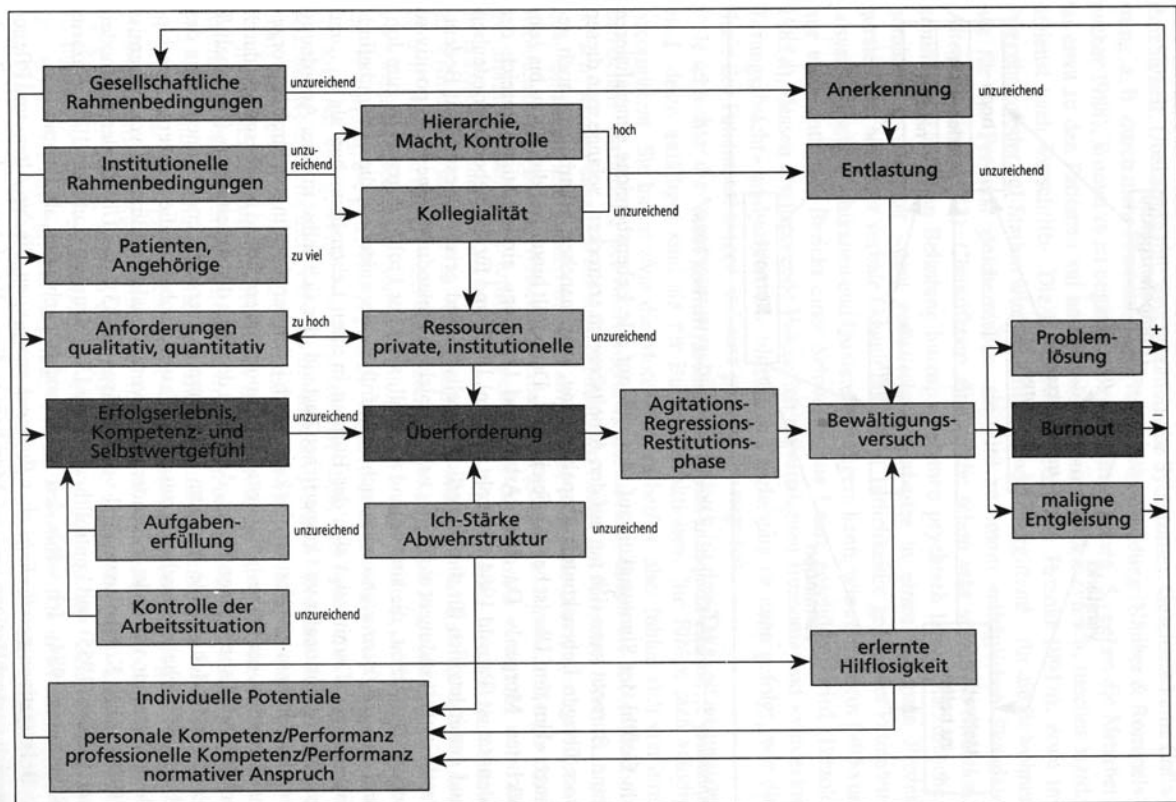 Gesellschaftliche
Rahmenbedingungen
unzureichend
Anerkennung
unzureichend
Hierarchie,
Macht, Kontrolle
hoch
Institutionelle
Rahmenbedingungen
unzu-
reichend
Entlastung
unzureichend
Kollegialität
unzureichend
Patienten,
Angehörige
zu viel
Anforderungen
qualitativ, quantitativ
zu hoch
Ressourcen
private, institutionelle
unzureichend
Problem-
lösung
+
Erfolgserlebnis,
Kompetenz- und
Selbstwertgefühl
unzureichend
Überforderung
Agitations-
Regressions-
Restitutions-
phase
Bewältigungs-
versuch
Burnout
–
maligne
Entgleisung
–
Aufgaben-
erfüllung
unzureichend
Ich-Stärke
Abwehrstruktur
unzureichend
Kontrolle der
Arbeitssituation
unzureichend
erlernte
Hilflosigkeit
Individuelle Potentiale
personale Kompetenz/Performanz
professionelle Kompetenz/Performanz
normativer Anspruch